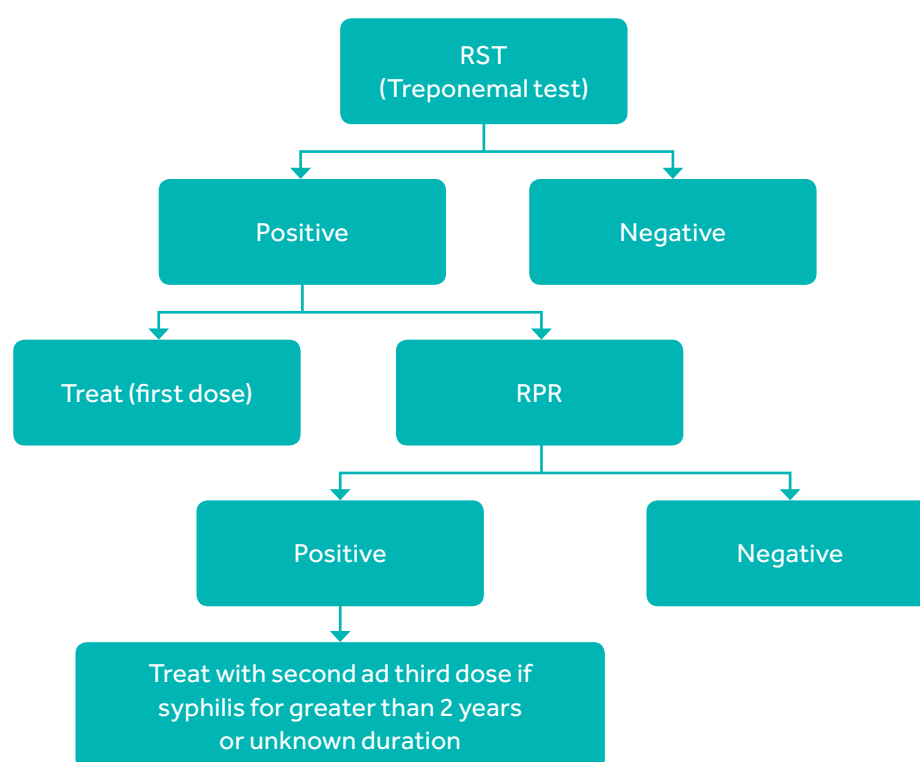 RST
(Treponemal test)
Positive
Negative
Treat (first dose)
RPR
Positive
Negative
Treat with second ad third dose if
syphilis for greater than 2 years
or unknown duration